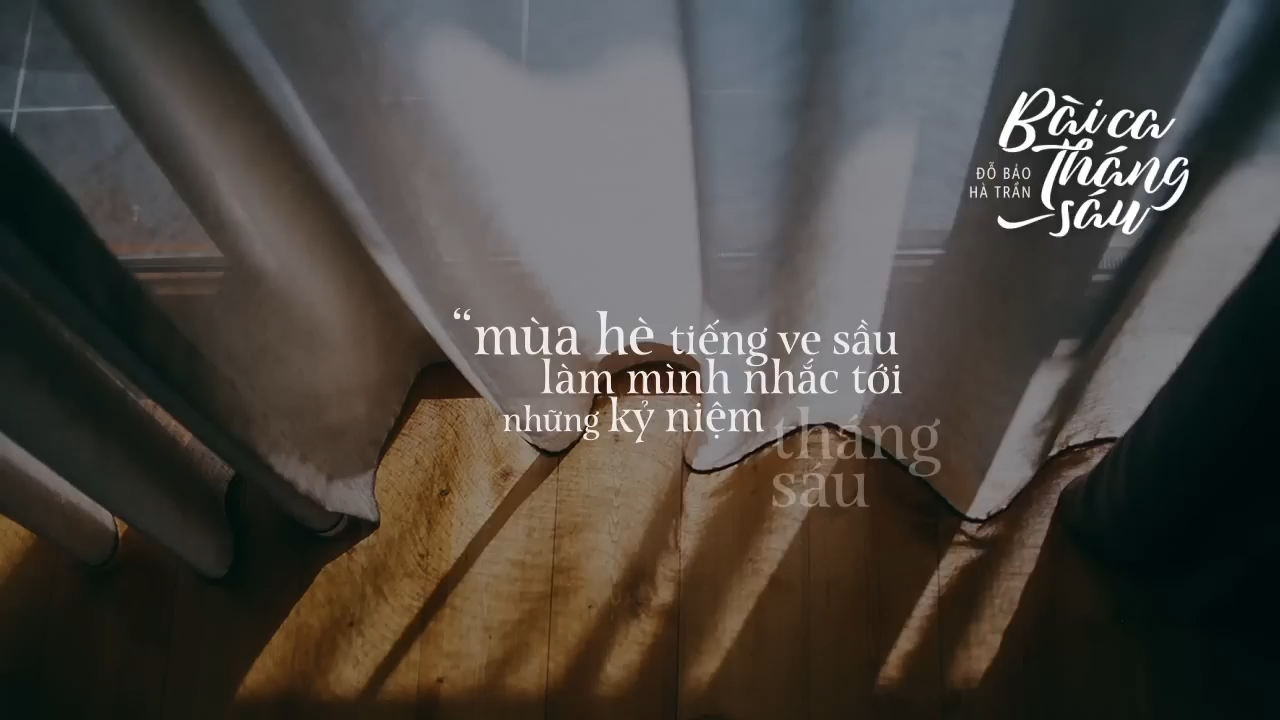 Bài ca
Tháng
sáu
ĐỖ BẢO
HÀ TRẦN
“mùa hè tiếng ve sầu
làm mình nhắc tới
những kỷ niệm
tháng
sáu